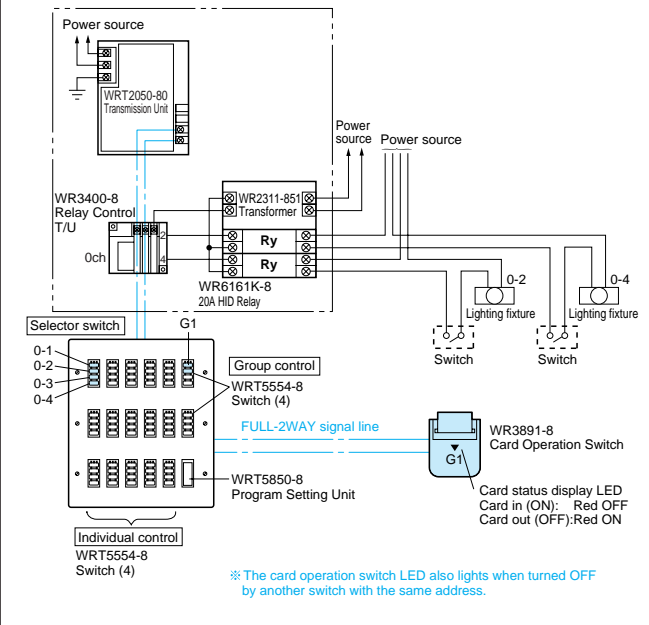 Power source
WRT2050-80
Transmission Unit
Power
source
Power source
WR3400-8
Relay Control
T/U
WR2311-851
Transformer
2
Ry
0ch
4
Ry
WR6161K-8
20A HID Relay
0-2
0-4
Lighting fixture
Lighting fixture
Switch
Switch
Selector switch
G1
0-1
0-2
0-3
0-4
Group control
WRT5554-8
Switch (4)
FULL-2WAY signal line
WR3891-8
Card Operation Switch
G1
WRT5850-8
Program Setting Unit
Card status display LED
Card in (ON): Red OFF
Card out (OFF):Red ON
Individual control
WRT5554-8
Switch (4)
※The card operation switch LED also lights when turned OFF
by another switch with the same address.